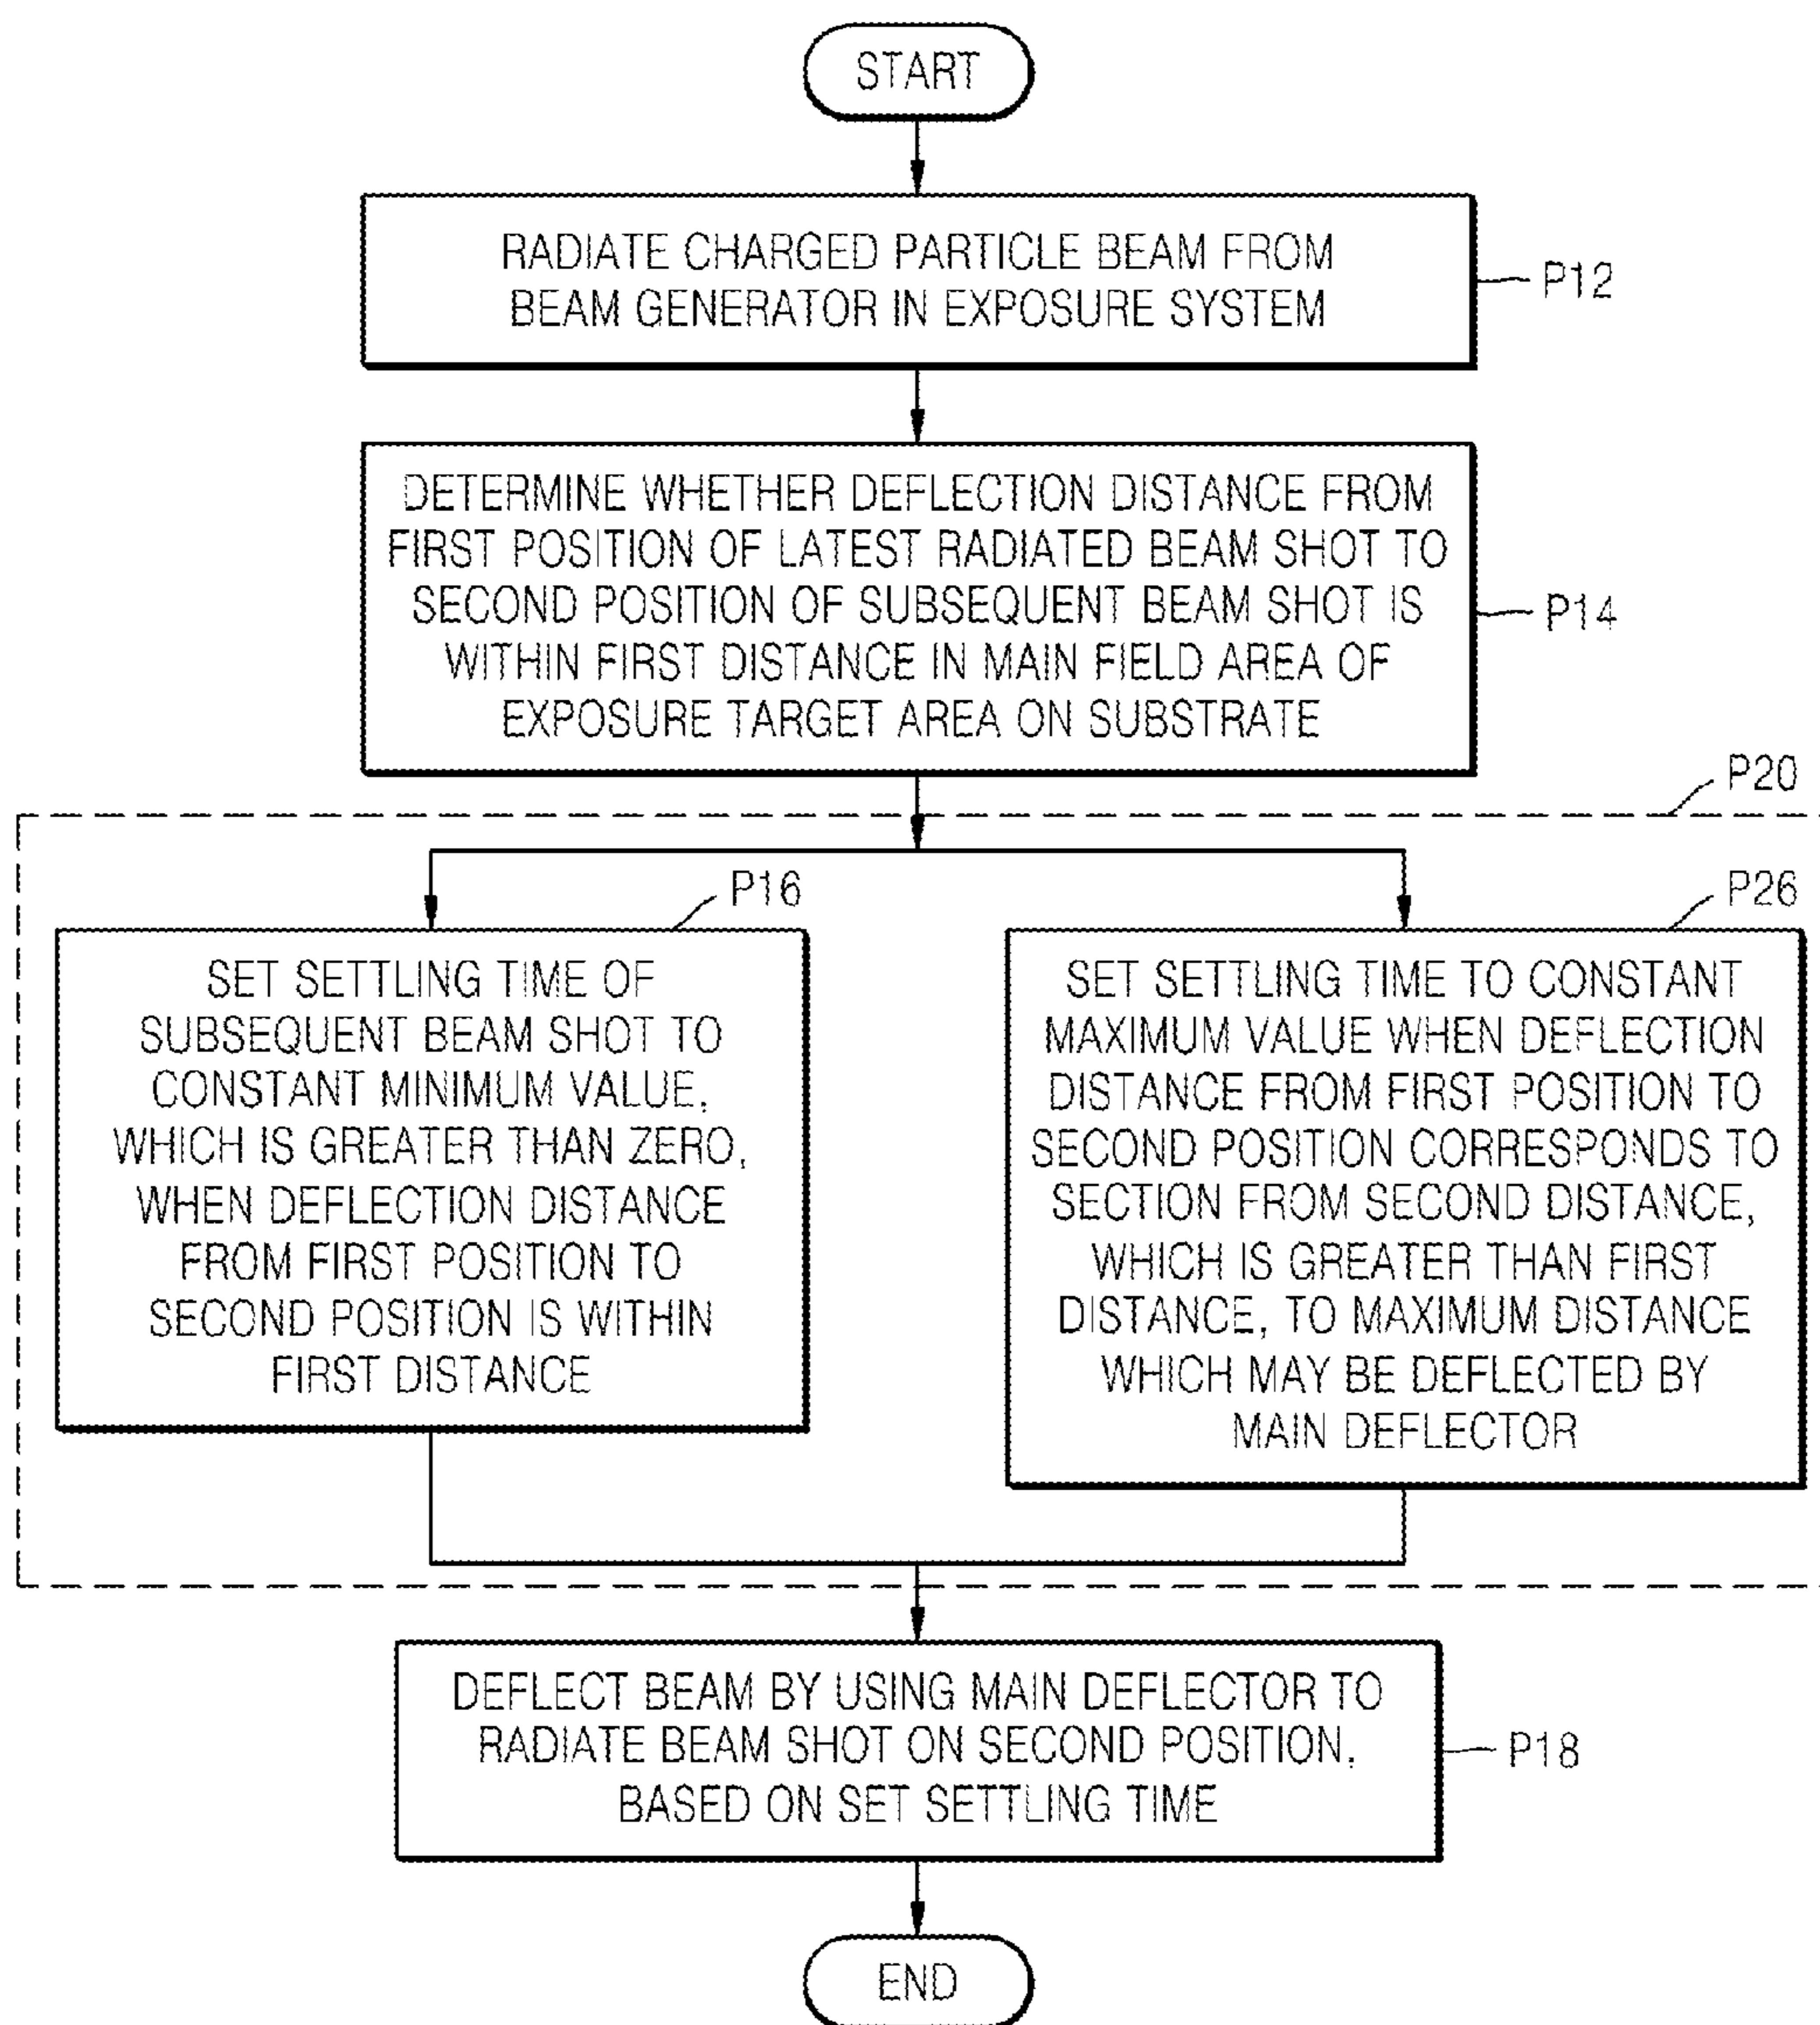 START
RADIATE CHARGED PARTICLE BEAM FROM
BEAM GENERATOR IN EXPOSURE SYSTEM
P12
DETERMINE WHETHER DEFLECTION DISTANCE FROM
FIRST POSITION OF LATEST RADIATED BEAM SHOT TO
SECOND POSITION OF SUBSEQUENT BEAM SHOT IS
WITHIN FIRST DISTANCE IN MAIN FIELD AREA OF
EXPOSURE TARGET AREA ON SUBSTRATE
P14
P20
P16
SET SETTLING TIME OF
SUBSEQUENT BEAM SHOT TO
CONSTANT MINIMUM VALUE,
WHICH IS GREATER THAN ZERO,
WHEN DEFLECTION DISTANCE
FROM FIRST POSITION TO
SECOND POSITION IS WITHIN
FIRST DISTANCE
P26
SET SETTLING TIME TO CONSTANT
MAXIMUM VALUE WHEN DEFLECTION
DISTANCE FROM FIRST POSITION TO
SECOND POSITION CORRESPONDS TO
SECTION FROM SECOND DISTANCE,
WHICH IS GREATER THAN FIRST
DISTANCE, TO MAXIMUM DISTANCE
WHICH MAY BE DEFLECTED BY
MAIN DEFLECTOR
DEFLECT BEAM BY USING MAIN DEFLECTOR TO
RADIATE BEAM SHOT ON SECOND POSITION,
BASED ON SET SETTLING TIME
P18
END